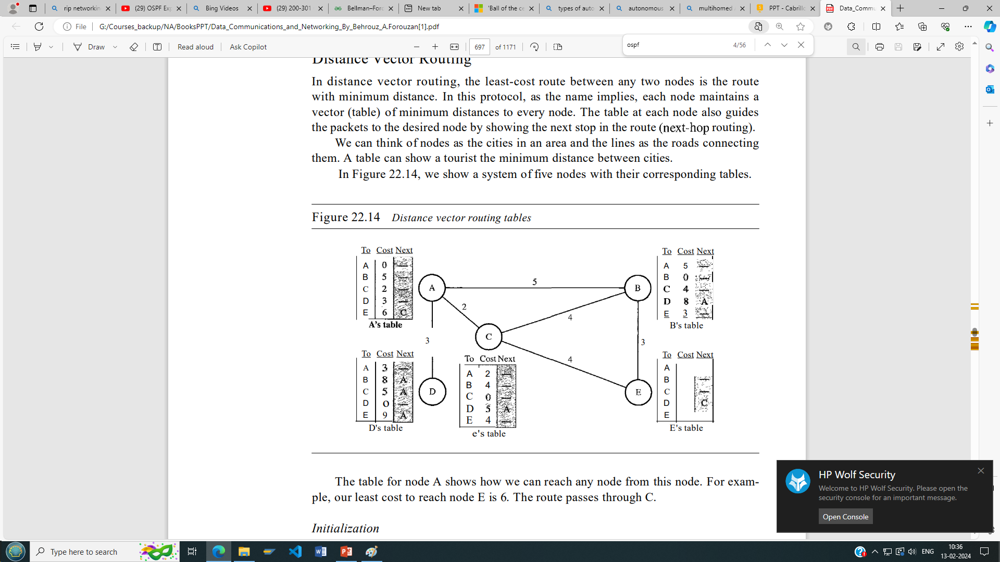 rip networkin
(29) OSPF Exp
Bing Videos
(29) 200-301
Bellman–Ford
New tab
'Ball of the ce
types of auto
autonomous
multihomed
PPT - Cabrillo
Data_Commu
File
G:/Courses_backup/NA/BooksPPT/Data_Communications_and_Networking_By_Behrouz_A.Forouzan[1].pdf
Draw
Read aloud
Ask Copilot
697 of 1171
ospf 4/56
Distance Vector Routing
In distance vector routing, the least-cost route between any two nodes is the route
with minimum distance. In this protocol, as the name implies, each node maintains a
vector (table) of minimum distances to every node. The table at each node also guides
the packets to the desired node by showing the next stop in the route (next-hop routing).
We can think of nodes as the cities in an area and the lines as the roads connecting
them. A table can show a tourist the minimum distance between cities.
In Figure 22.14, we show a system of five nodes with their corresponding tables.
Figure 22.14 Distance vector routing tables
To Cost Next
A 0 —
B 5 —
C 2 —
D 3 —
E 6 C
A's table
A
5
B
2
4
C
3
3
4
D
E
To Cost Next
A 5 —
B 0 —
C 4 —
D 8 A
E 3 —
B's table
To Cost Next
A 3 —
B 8 A
C 5 A
D 0 —
E 9 A
D's table
To Cost Next
A 2 —
B 4 —
C 0 —
D 5 A
E 4 —
e's table
To Cost Next
A
B —
C —
D C
E
E's table
The table for node A shows how we can reach any node from this node. For exam-
ple, our least cost to reach node E is 6. The route passes through C.
Initialization
HP Wolf Security
Welcome to HP Wolf Security. Please open the
security console for an important message.
Open Console
Type here to search
ENG
10:36
13-02-2024